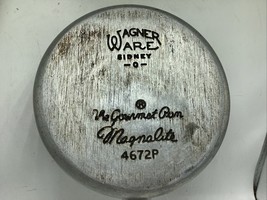 WAGNER
WARE
SIDNEY
-O-
The Gourmet Pan
Magnalite
4672P